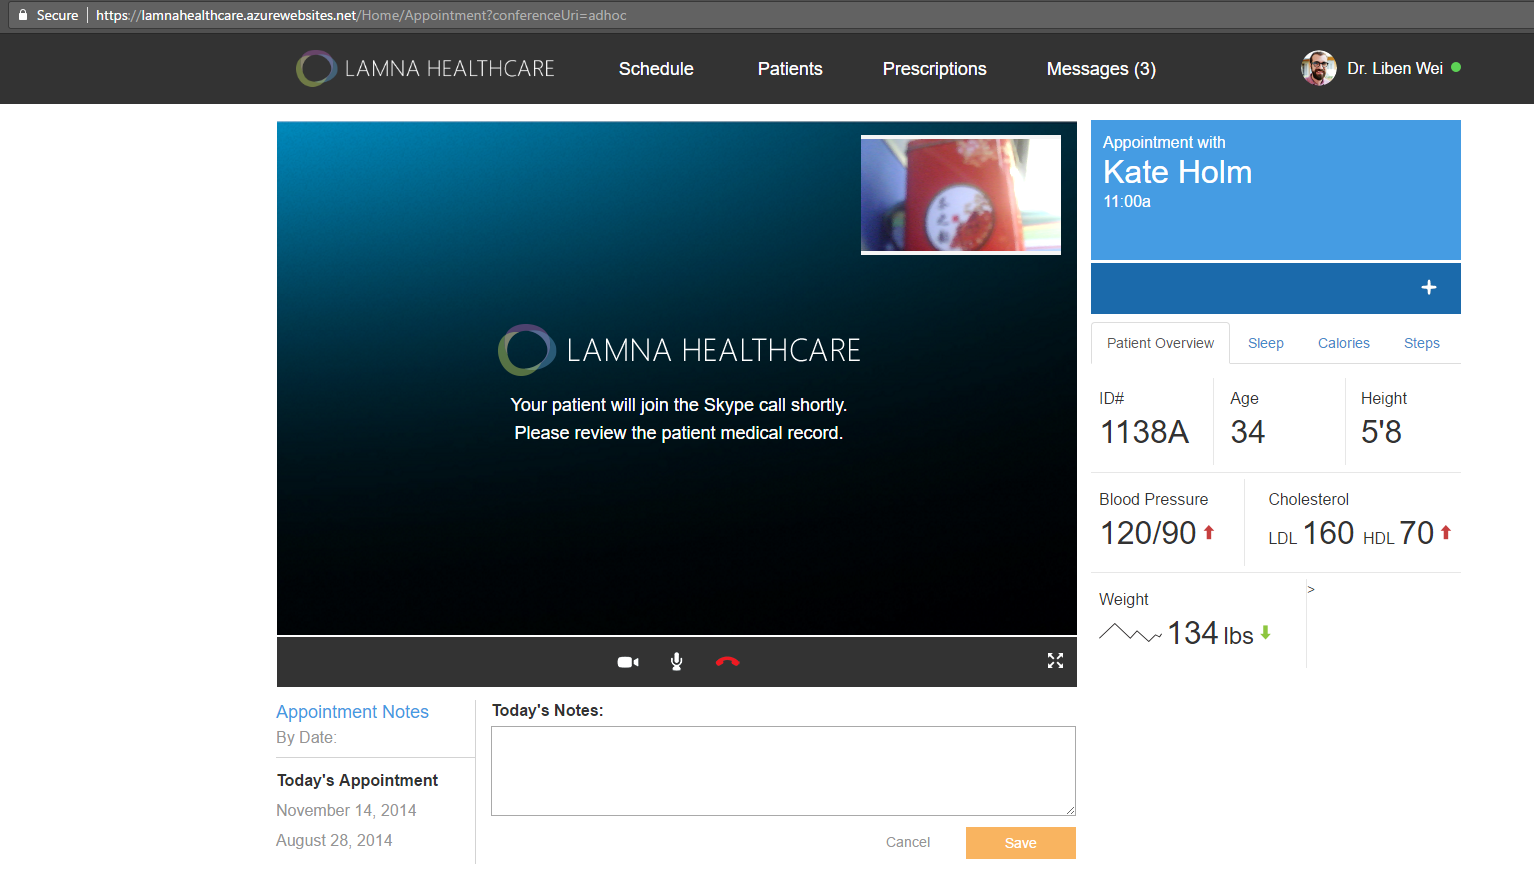 Secure https://lamnahealthcare.azurewebsites.net/Home/Appointment?conferenceUri=adhoc
LAMNA HEALTHCARE Schedule Patients Prescriptions Messages (3) Dr. Liben Wei
LAMNA HEALTHCARE
Your patient will join the Skype call shortly.
Please review the patient medical record.
Appointment with
Kate Holm
11:00a
+
Patient Overview Sleep Calories Steps
ID# Age Height
1138A 34 5'8
Blood Pressure Cholesterol
120/90 LDL 160 HDL 70
Weight >
134 lbs
Appointment Notes
By Date:
Today's Appointment
November 14, 2014
August 28, 2014
Today's Notes:
Cancel Save